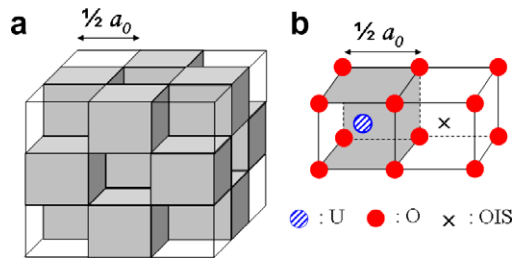 a
½ a₀
b
½ a₀
×
: U : O × : OIS